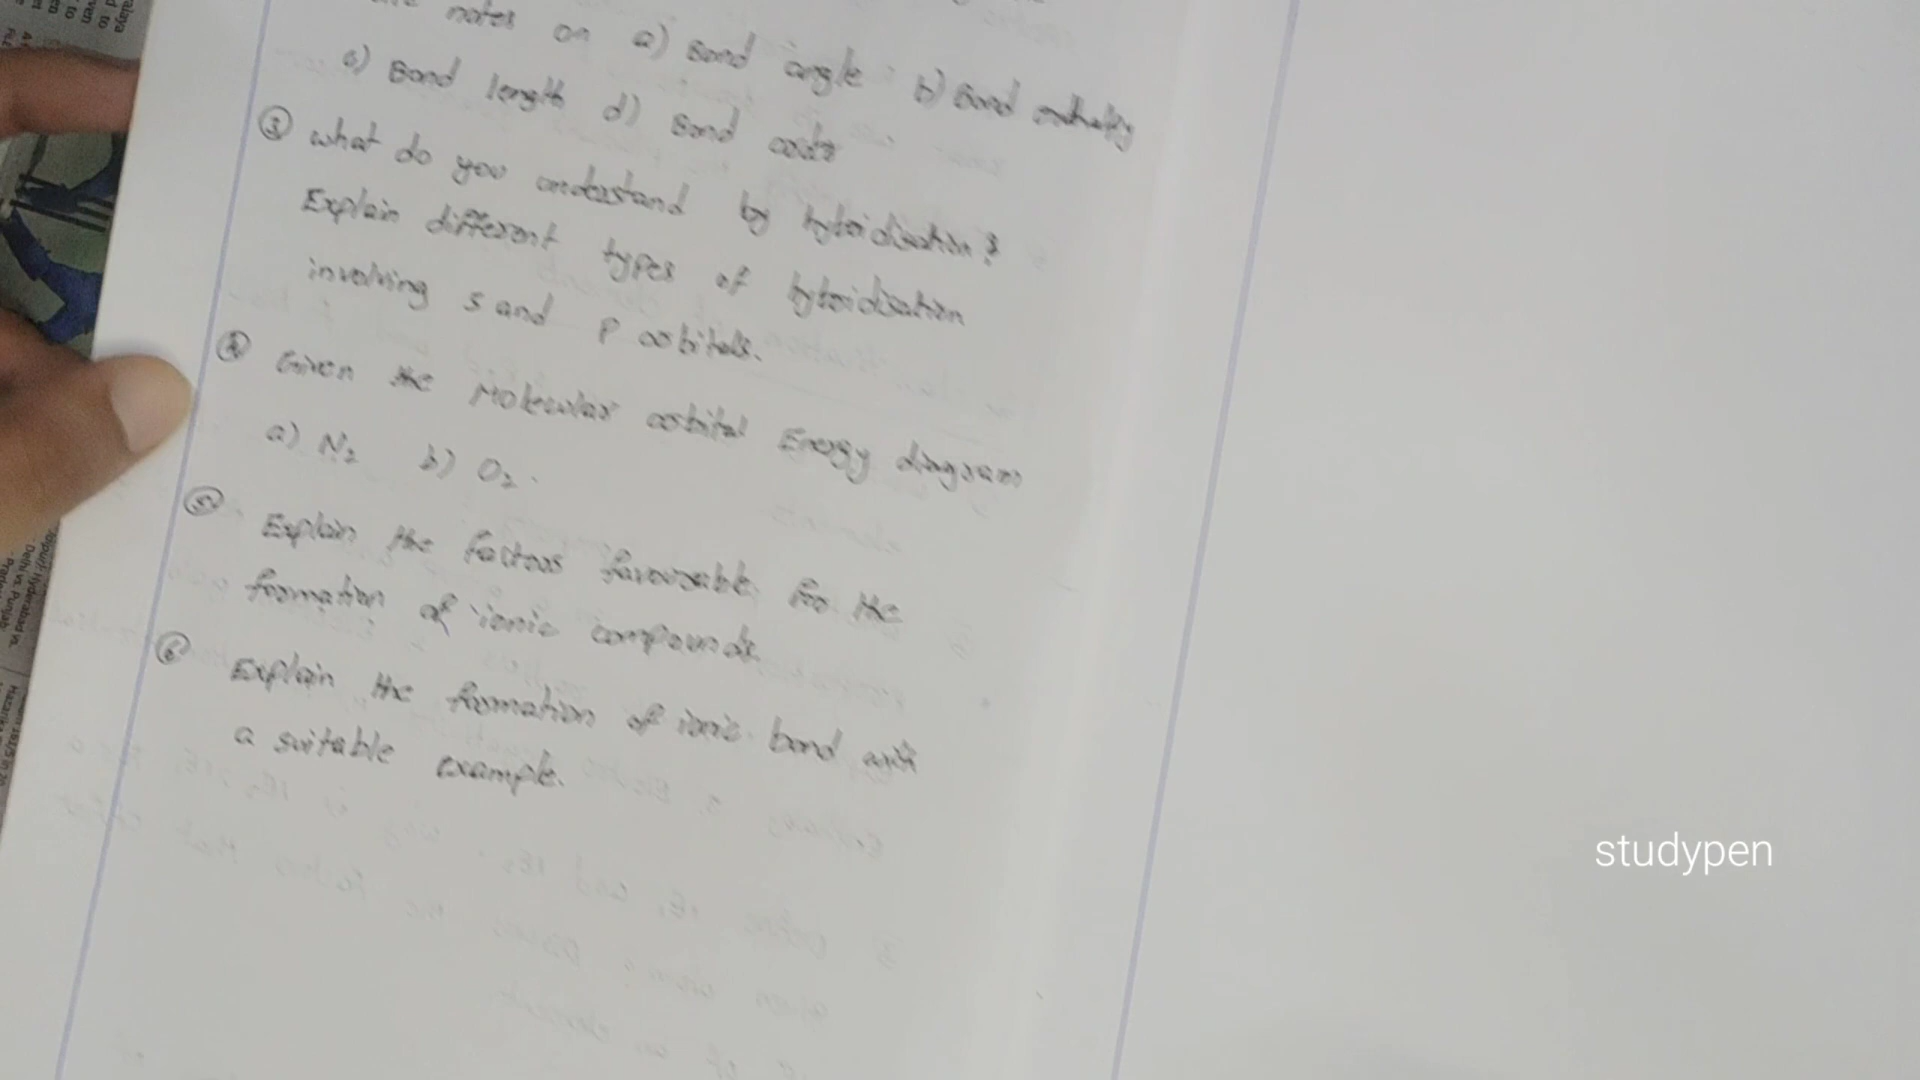 notes on a) Bond angle b) Bond enthalpy
c) Bond length d) Bond order
③ what do you understand by hybridisation?
Explain different types of hybridisation
involving s and p orbitals.
④ Given the Molecular orbital Energy diagram
a) N₂ b) O₂.
⑤ Explain the factors favourable for the
formation of ionic compounds.
⑥ Explain the formation of ionic bond with
a suitable example.
studypen